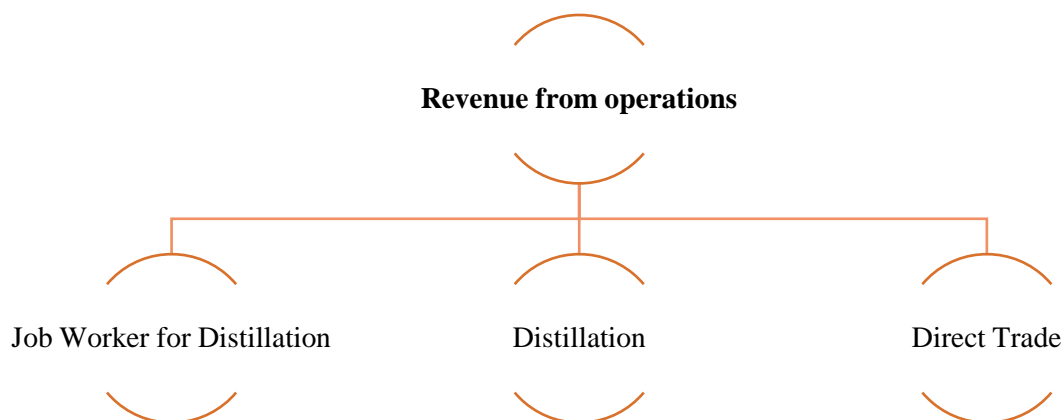 Revenue from operations
Job Worker for Distillation
Distillation
Direct Trade